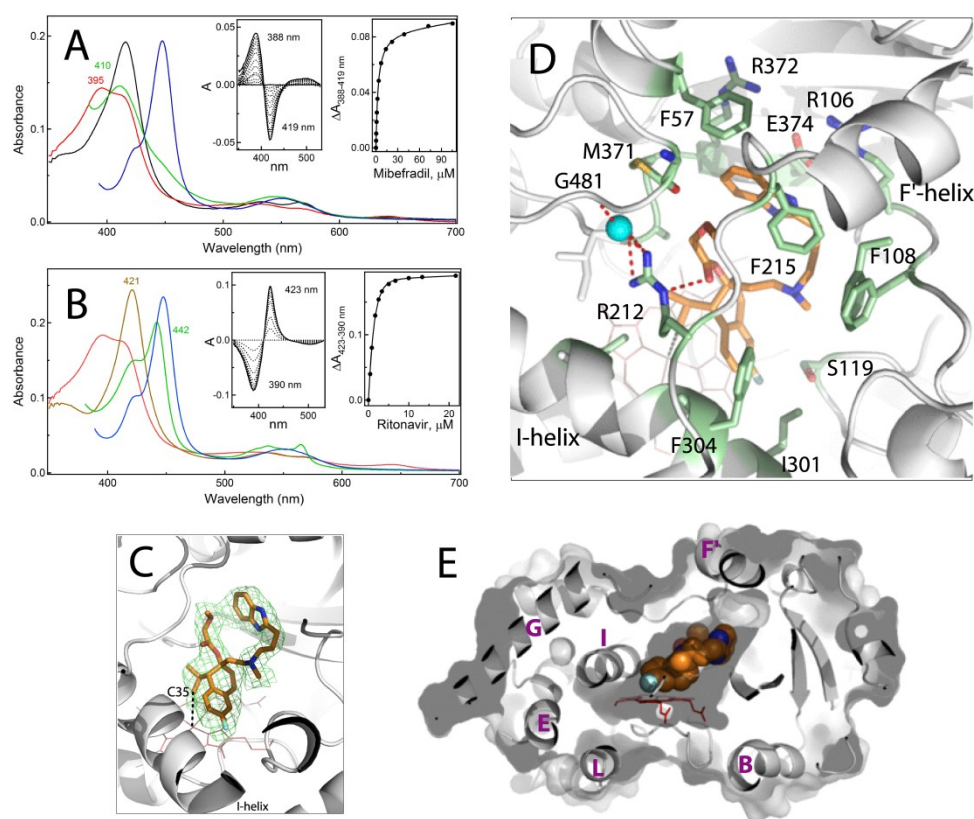 A
Absorbance
0.2
0.1
0.0
395
410
400
500
600
700
Wavelength (nm)
A
0.05
0.00
-0.05
388 nm
419 nm
400
500
nm
ΔA388-419 nm
0.08
0.04
0.00
0
30
60
90
Mibefradil, μM
B
Absorbance
0.3
0.2
0.1
0.0
421
442
400
500
600
700
Wavelength (nm)
A
0.1
0.0
-0.1
423 nm
390 nm
400
500
nm
ΔA423-390 nm
0.1
0.0
0
10
20
Ritonavir, μM
C
C35
I-helix
D
R372
R106
F57
E374
M371
G481
F'-helix
F215
F108
R212
S119
I-helix
F304
I301
E
F'
G
I
E
L
B